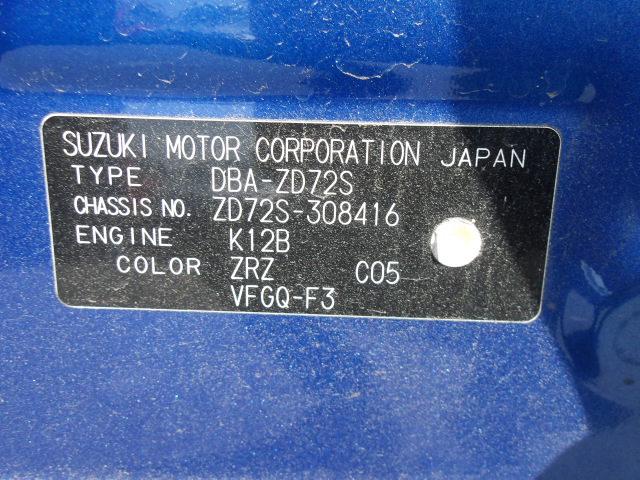 SUZUKI MOTOR CORPORATION JAPAN
TYPE DBA-ZD72S
CHASSIS NO. ZD72S-308416
ENGINE K12B
COLOR ZRZ C05
VFGQ-F3